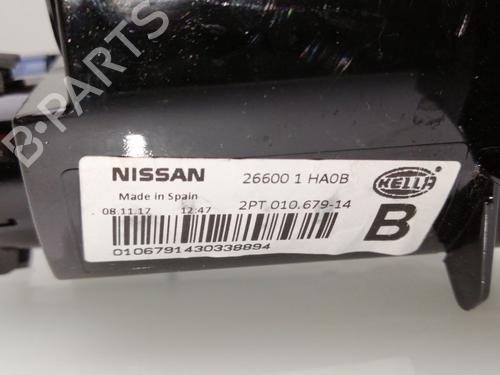 B-PARTS
NISSAN 26600 1 HA0B HELLA
Made in Spain
08.11.17 12:47 2PT 010.679-14 B
0106791430338894